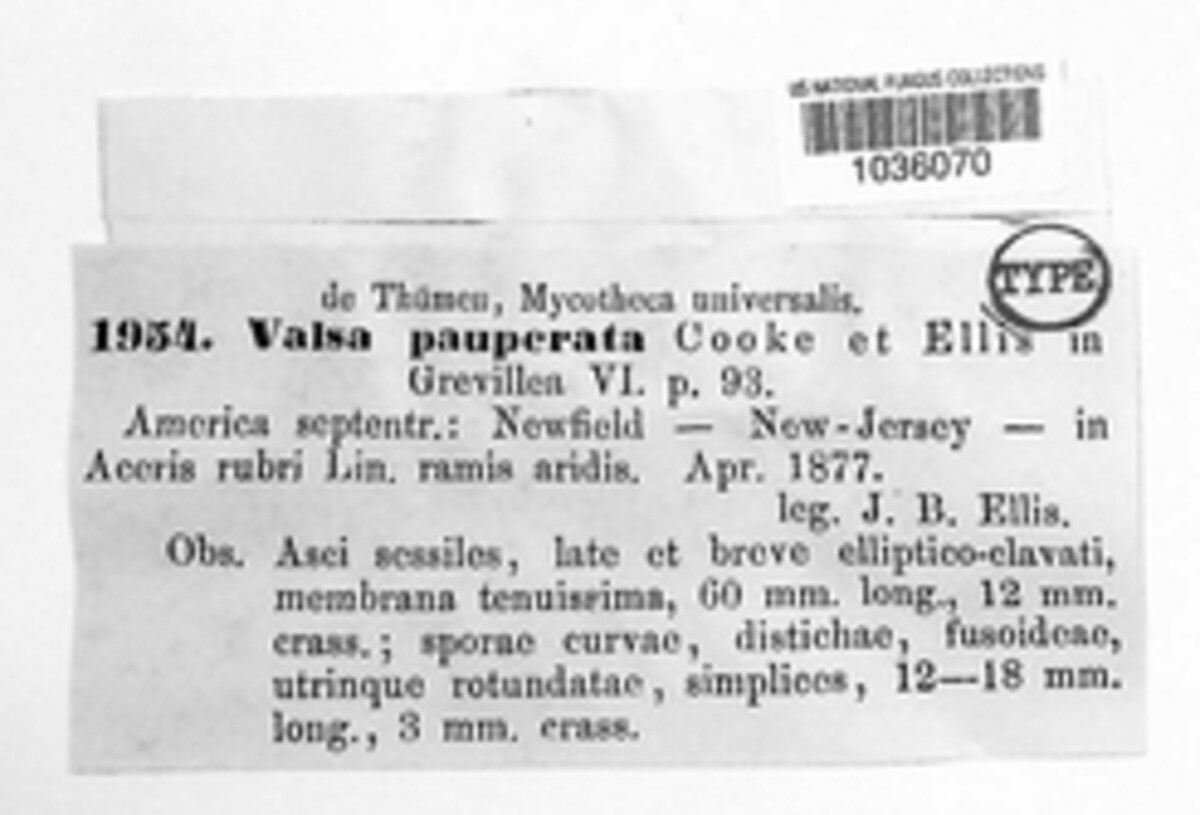 US NATIONAL FUNGUS COLLECTIONS
1036070
TYPE
de Thümen, Mycotheca universalis.
1954. Valsa pauperata Cooke et Ellis in
Grevillea VI. p. 93.
America septentr.: Newfield — New-Jersey — in
Aceris rubri Lin. ramis aridis. Apr. 1877.
leg. J. B. Ellis.
Obs. Asci sessiles, late et breve elliptico-clavati,
membrana tenuissima, 60 mm. long., 12 mm.
crass.; sporae curvae, distichae, fusoideae,
utrinque rotundatae, simplices, 12—18 mm.
long., 3 mm. crass.